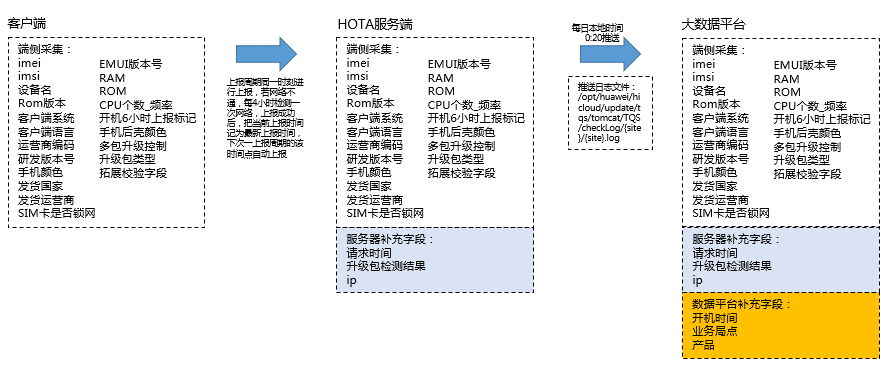 客户端
端侧采集：
imei
imsi
设备名
Rom版本
客户端系统
客户端语言
运营商编码
研发版本号
手机颜色
发货国家
发货运营商
SIM卡是否锁网
EMUI版本号
RAM
ROM
CPU个数_频率
开机6小时上报标记
手机后壳颜色
多包升级控制
升级包类型
拓展校验字段
上报周期同一时刻进
行上报，若网络不
通，每4小时检测一
次网络，上报成功
后，把当前上报时间
记为最新上报时间，
下次一上报周期的该
时间点自动上报
HOTA服务端
端侧采集：
imei
imsi
设备名
Rom版本
客户端系统
客户端语言
运营商编码
研发版本号
手机颜色
发货国家
发货运营商
SIM卡是否锁网
EMUI版本号
RAM
ROM
CPU个数_频率
开机6小时上报标记
手机后壳颜色
多包升级控制
升级包类型
拓展校验字段
服务器补充字段：
请求时间
升级包检测结果
ip
每日本地时间
0:20推送
推送日志文件：
/opt/huawei/hi
cloud/update/t
qs/tomcat/TQS
/checkLog/{site
}/{site}.log
大数据平台
端侧采集：
imei
imsi
设备名
Rom版本
客户端系统
客户端语言
运营商编码
研发版本号
手机颜色
发货国家
发货运营商
SIM卡是否锁网
EMUI版本号
RAM
ROM
CPU个数_频率
开机6小时上报标记
手机后壳颜色
多包升级控制
升级包类型
拓展校验字段
服务器补充字段：
请求时间
升级包检测结果
ip
数据平台补充字段：
开机时间
业务局点
产品